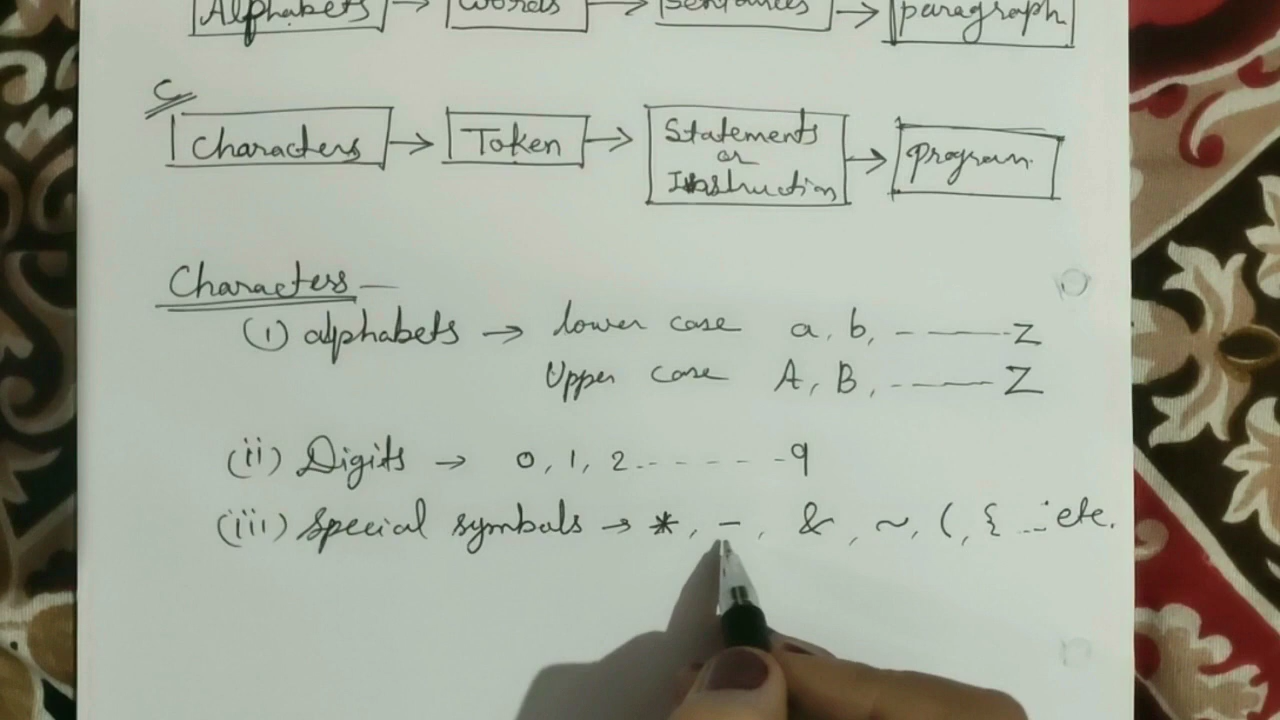 Alphabets → Words → Sentences → paragraph
C
Characters → Token → Statements or Instruction → program
Characters —
(i) alphabets → lower case a, b, - ——— z
Upper case A, B, - ——— Z
(ii) Digits → 0, 1, 2 - - - - - - 9
(iii) Special symbols → *, -, &, ~, (, { ... etc.